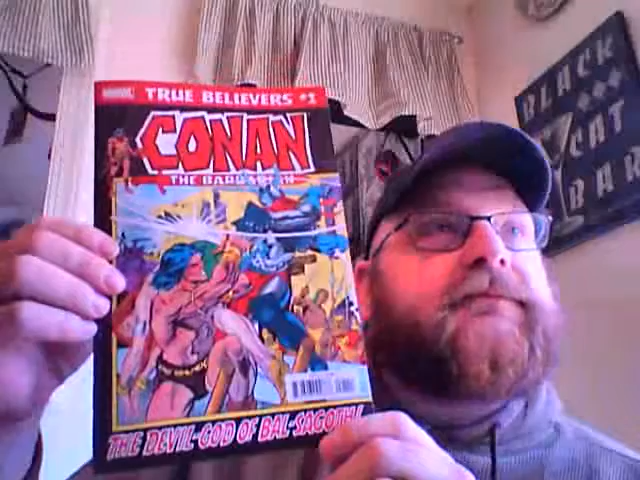 MARVEL
TRUE BELIEVERS #1
CONAN
THE BARBARIAN
THE DEVIL-GOD OF BAL-SAGOTH!
BLACK
CAT
BAR